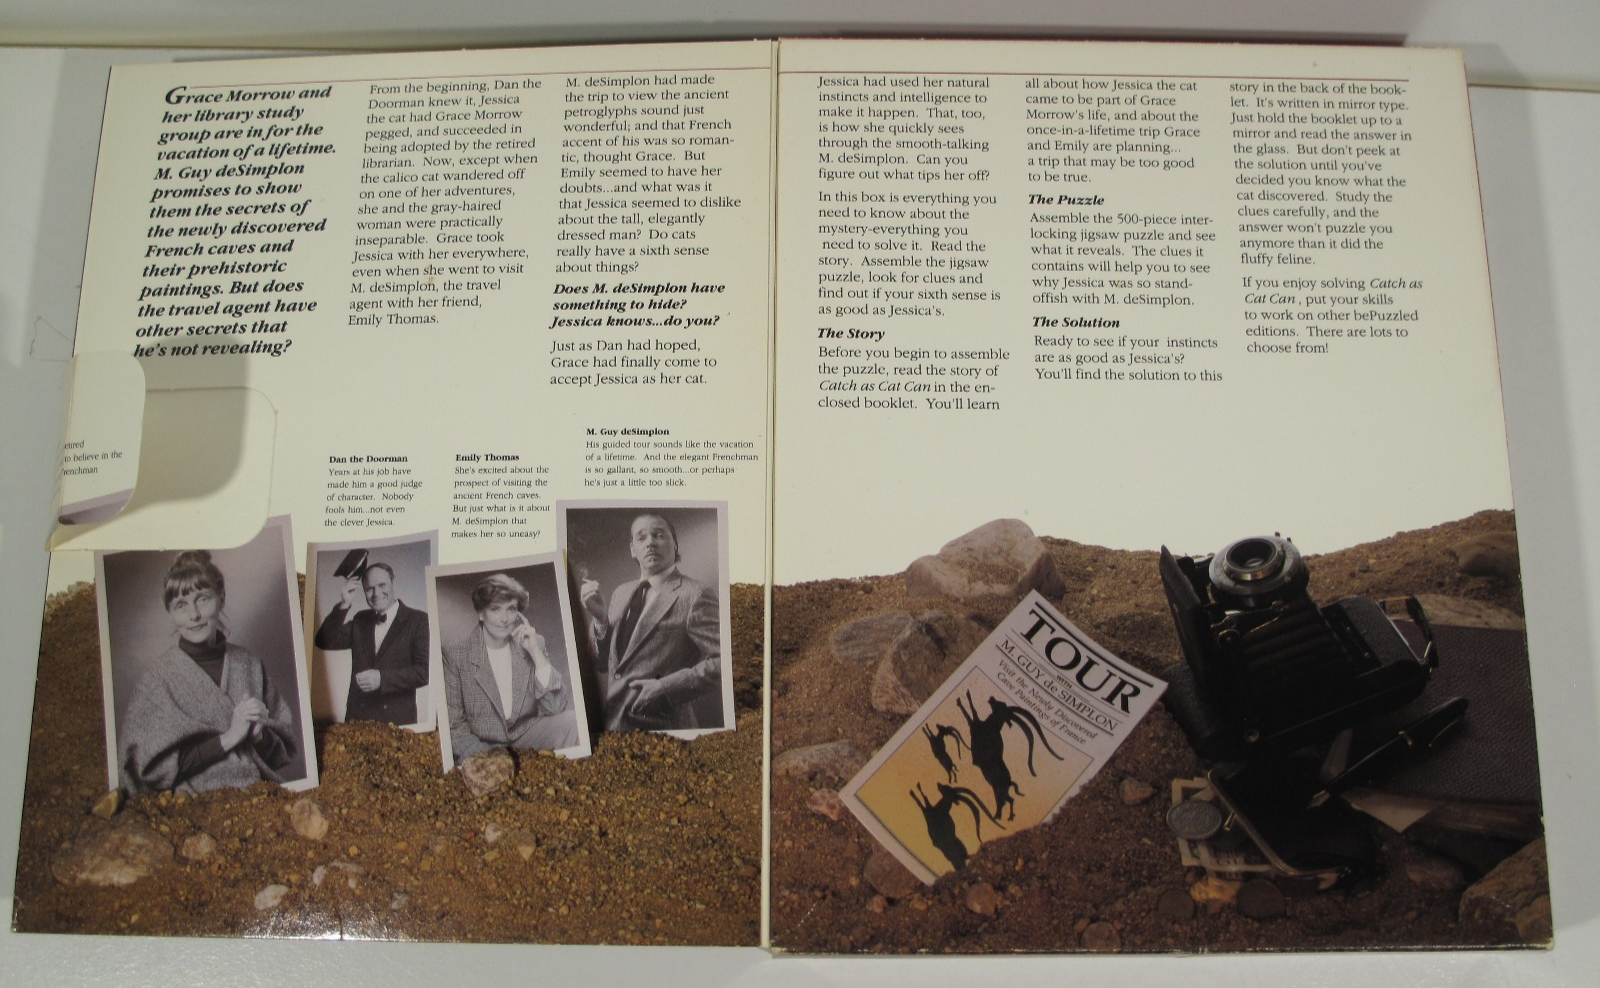 Grace Morrow and
her library study
group are in for the
vacation of a lifetime.
M. Guy deSimplon
promises to show
them the secrets of
the newly discovered
French caves and
their prehistoric
paintings. But does
the travel agent have
other secrets that
he's not revealing?
From the beginning, Dan the
Doorman knew it, Jessica
the cat had Grace Morrow
pegged, and succeeded in
being adopted by the retired
librarian. Now, except when
the calico cat wandered off
on one of her adventures,
she and the gray-haired
woman were practically
inseparable. Grace took
Jessica with her everywhere,
even when she went to visit
M. deSimplon, the travel
agent with her friend,
Emily Thomas.
M. deSimplon had made
the trip to view the ancient
petroglyphs sound just
wonderful; and that French
accent of his was so roman-
tic, thought Grace. But
Emily seemed to have her
doubts...and what was it
that Jessica seemed to dislike
about the tall, elegantly
dressed man? Do cats
really have a sixth sense
about things?
Does M. deSimplon have
something to hide?
Jessica knows...do you?
Just as Dan had hoped,
Grace had finally come to
accept Jessica as her cat.
etired
to believe in the
renchman
Dan the Doorman
Years at his job have
made him a good judge
of character. Nobody
fools him...not even
the clever Jessica.
Emily Thomas
She's excited about the
prospect of visiting the
ancient French caves.
But just what is it about
M. deSimplon that
makes her so uneasy?
M. Guy deSimplon
His guided tour sounds like the vacation
of a lifetime. And the elegant Frenchman
is so gallant, so smooth...or perhaps
he's just a little too slick.
Jessica had used her natural
instincts and intelligence to
make it happen. That, too,
is how she quickly sees
through the smooth-talking
M. deSimplon. Can you
figure out what tips her off?
In this box is everything you
need to know about the
mystery-everything you
need to solve it. Read the
story. Assemble the jigsaw
puzzle, look for clues and
find out if your sixth sense is
as good as Jessica's.
The Story
Before you begin to assemble
the puzzle, read the story of
Catch as Cat Can in the en-
closed booklet. You'll learn
all about how Jessica the cat
came to be part of Grace
Morrow's life, and about the
once-in-a-lifetime trip Grace
and Emily are planning...
a trip that may be too good
to be true.
The Puzzle
Assemble the 500-piece inter-
locking jigsaw puzzle and see
what it reveals. The clues it
contains will help you to see
why Jessica was so stand-
offish with M. deSimplon.
The Solution
Ready to see if your instincts
are as good as Jessica's?
You'll find the solution to this
story in the back of the book-
let. It's written in mirror type.
Just hold the booklet up to a
mirror and read the answer in
the glass. But don't peek at
the solution until you've
decided you know what the
cat discovered. Study the
clues carefully, and the
answer won't puzzle you
anymore than it did the
fluffy feline.
If you enjoy solving Catch as
Cat Can, put your skills
to work on other bePuzzled
editions. There are lots to
choose from!
TOUR
WITH
M. GUY de SIMPLON
Visit the Newly Discovered
Cave Paintings of France